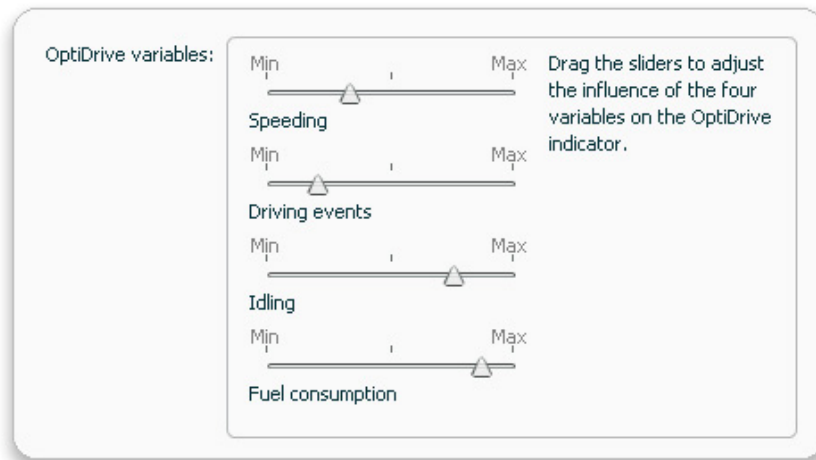 OptiDrive variables:
Min Max
Speeding
Min Max
Driving events
Min Max
Idling
Min Max
Fuel consumption
Drag the sliders to adjust
the influence of the four
variables on the OptiDrive
indicator.